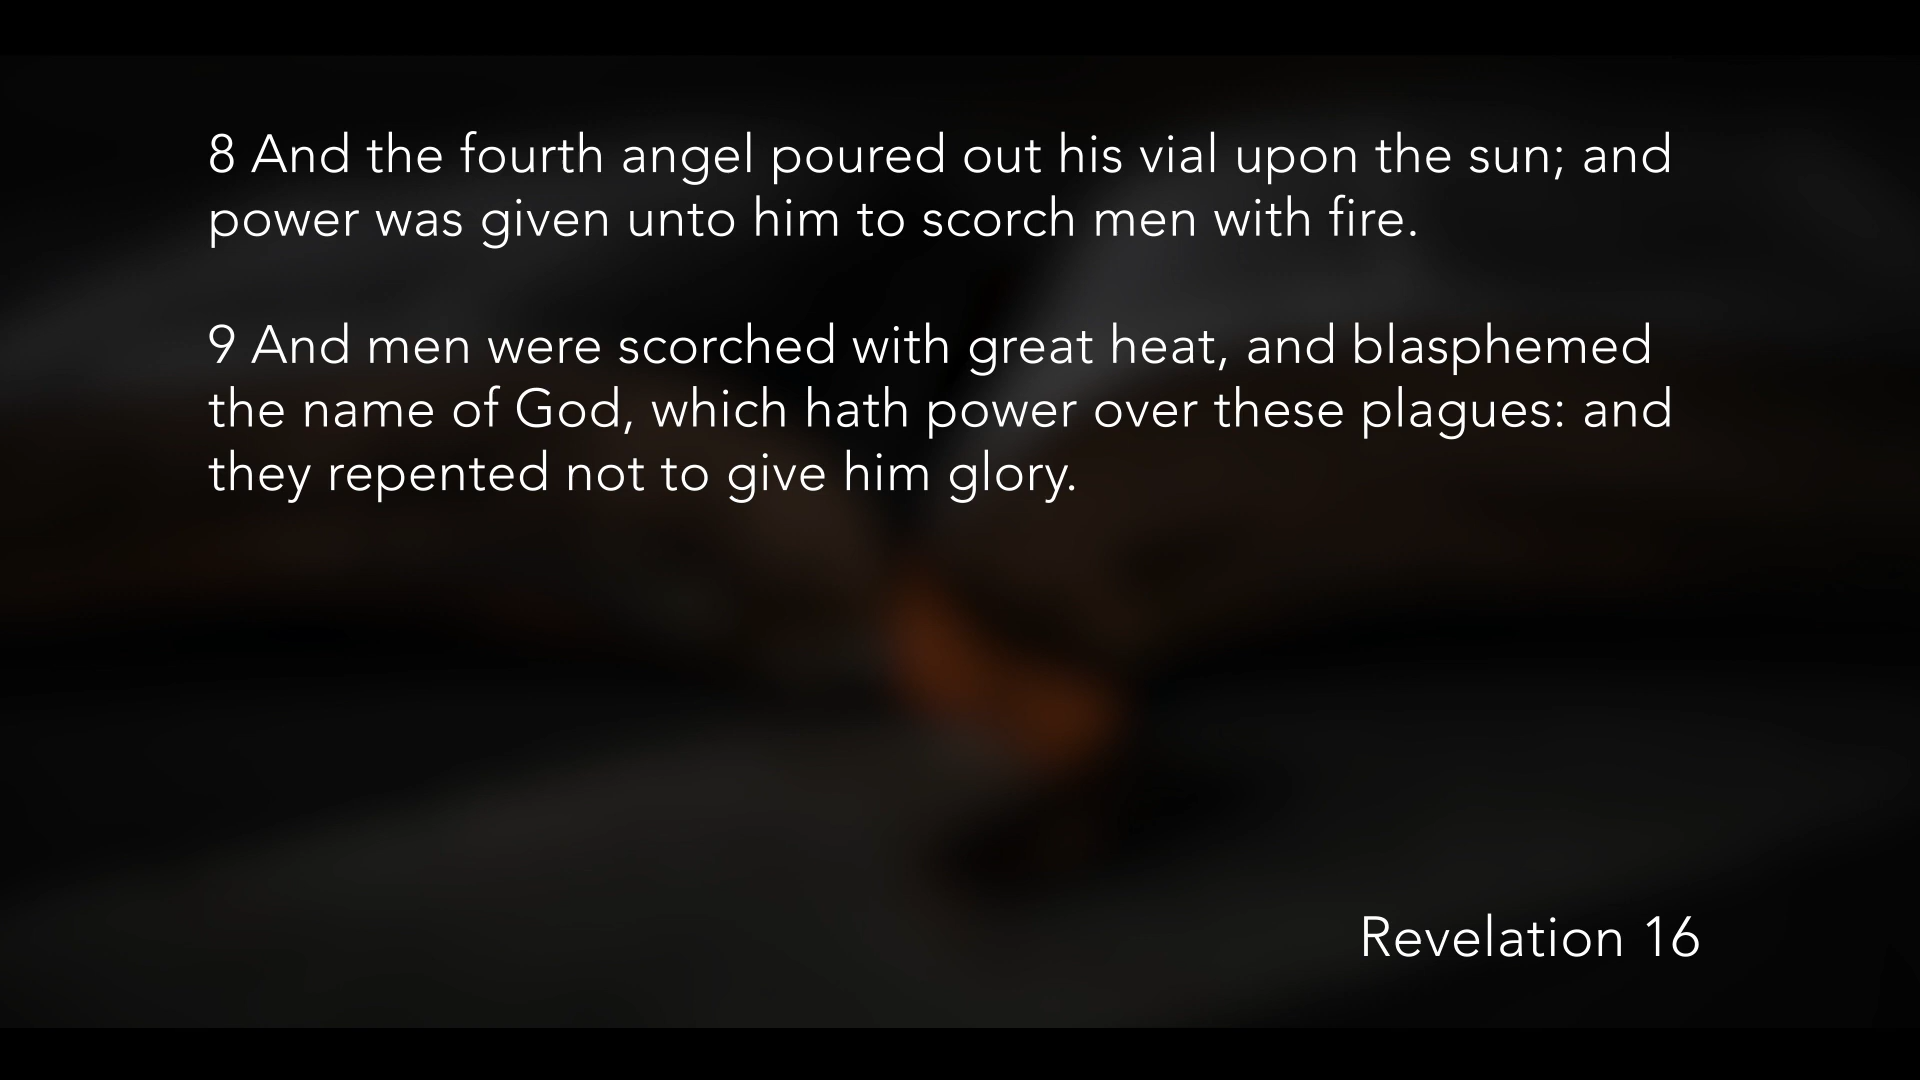 8 And the fourth angel poured out his vial upon the sun; and
power was given unto him to scorch men with fire.
9 And men were scorched with great heat, and blasphemed
the name of God, which hath power over these plagues: and
they repented not to give him glory.
Revelation 16